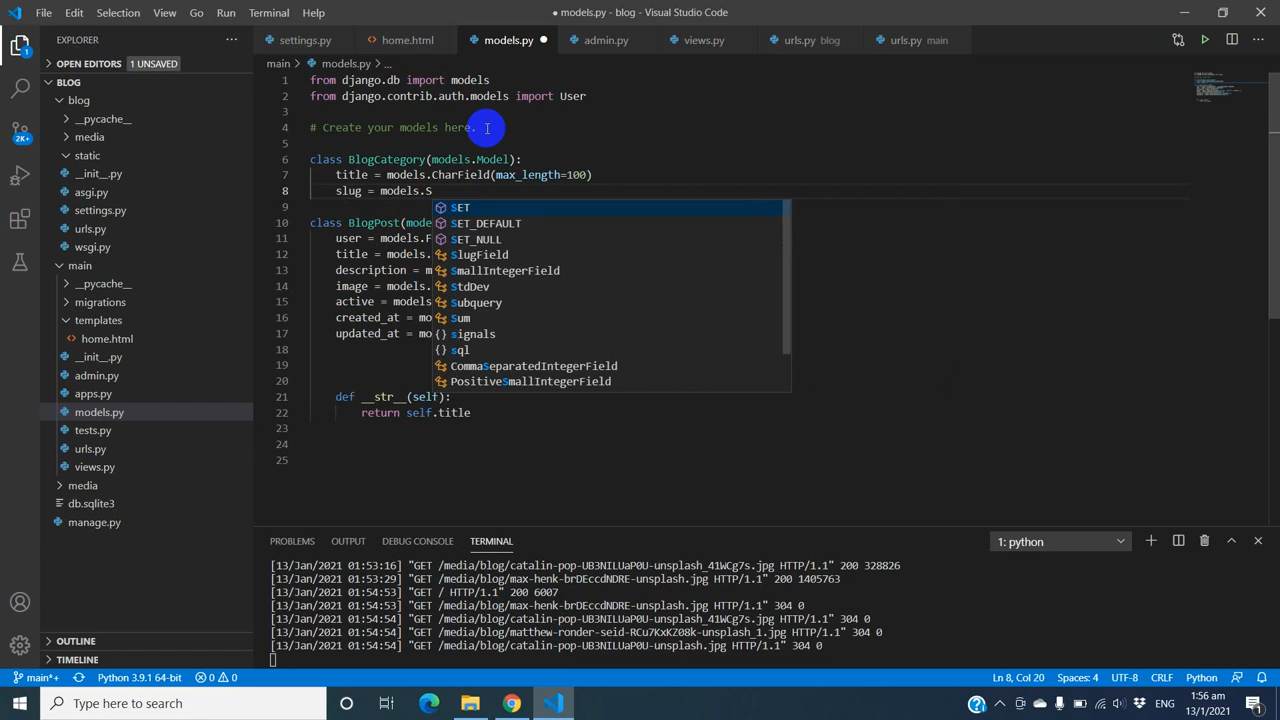 File Edit Selection View Go Run Terminal Help
● models.py - blog - Visual Studio Code
EXPLORER
settings.py home.html models.py ● admin.py views.py urls.py blog urls.py main
OPEN EDITORS 1 UNSAVED
main > models.py > ...
BLOG
blog
__pycache__
media
static
__init__.py
asgi.py
settings.py
urls.py
wsgi.py
main
__pycache__
migrations
templates
home.html
__init__.py
admin.py
apps.py
models.py
tests.py
urls.py
views.py
media
db.sqlite3
manage.py
OUTLINE
TIMELINE
1
2K+
1 from django.db import models
2 from django.contrib.auth.models import User
3
4 # Create your models here.
5
6 class BlogCategory(models.Model):
7 title = models.CharField(max_length=100)
8 slug = models.S
9
10 class BlogPost(mode
11 user = models.F
12 title = models.
13 description = m
14 image = models.
15 active = models
16 created_at = mo
17 updated_at = mo
18
19
20
21 def __str__(self):
22 return self.title
23
24
25
SET
SET_DEFAULT
SET_NULL
SlugField
SmallIntegerField
StdDev
Subquery
Sum
signals
sql
CommaSeparatedIntegerField
PositiveSmallIntegerField
PROBLEMS OUTPUT DEBUG CONSOLE TERMINAL 1: python
[13/Jan/2021 01:53:16] "GET /media/blog/catalin-pop-UB3NILUaP0U-unsplash_41WCg7s.jpg HTTP/1.1" 200 328826
[13/Jan/2021 01:53:29] "GET /media/blog/max-henk-brDEccdNDRE-unsplash.jpg HTTP/1.1" 200 1405763
[13/Jan/2021 01:54:53] "GET / HTTP/1.1" 200 6007
[13/Jan/2021 01:54:53] "GET /media/blog/max-henk-brDEccdNDRE-unsplash.jpg HTTP/1.1" 304 0
[13/Jan/2021 01:54:54] "GET /media/blog/catalin-pop-UB3NILUaP0U-unsplash_41WCg7s.jpg HTTP/1.1" 304 0
[13/Jan/2021 01:54:54] "GET /media/blog/matthew-ronder-seid-RCu7KxKZ08k-unsplash_1.jpg HTTP/1.1" 304 0
[13/Jan/2021 01:54:54] "GET /media/blog/catalin-pop-UB3NILUaP0U-unsplash.jpg HTTP/1.1" 304 0
main*+ Python 3.9.1 64-bit 0 0 Ln 8, Col 20 Spaces: 4 UTF-8 CRLF Python
Type here to search
1:56 am
13/1/2021
1